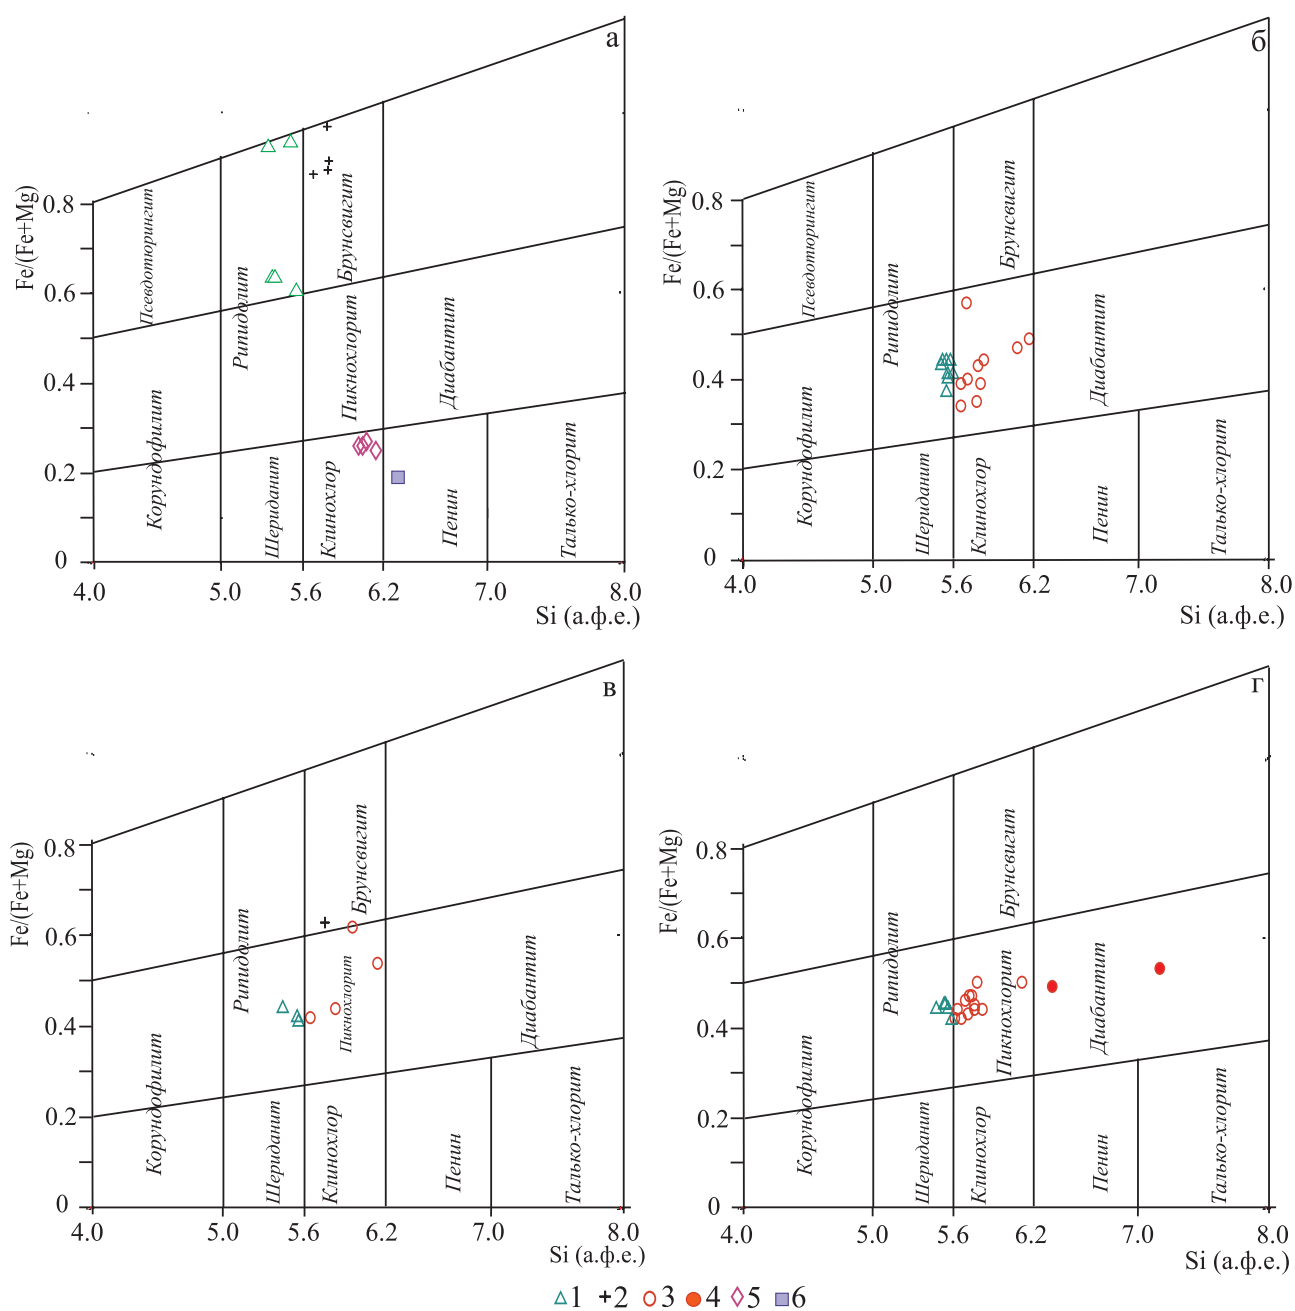 а
Fe/(Fe+Mg)
0.8
0.6
0.4
0.2
0
Псевдотюрингит
Рипидолит
Брунсвигит
Пикнохлорит
Диабантит
Корундофилит
Шериданит
Клинохлор
Пенин
Талько-хлорит
4.0 5.0 5.6 6.2 7.0 8.0
Si (а.ф.е.)
б
Fe/(Fe+Mg)
0.8
0.6
0.4
0.2
0
Псевдотюрингит
Рипидолит
Брунсвигит
Диабантит
Корундофилит
Шериданит
Клинохлор
Пенин
Талько-хлорит
4.0 5.0 5.6 6.2 7.0 8.0
Si (а.ф.е.)
в
Fe/(Fe+Mg)
0.8
0.6
0.4
0.2
0
Рипидолит
Брунсвигит
Пикнохлорит
Диабантит
Корундофилит
Шериданит
Клинохлор
Пенин
Талько-хлорит
4.0 5.0 5.6 6.2 7.0 8.0
Si (а.ф.е.)
г
Fe/(Fe+Mg)
0.8
0.6
0.4
0.2
0
Рипидолит
Брунсвигит
Пикнохлорит
Диабантит
Корундофилит
Шериданит
Клинохлор
Пенин
Талько-хлорит
4.0 5.0 5.6 6.2 7.0 8.0
Si (а.ф.е.)
1 2 3 4 5 6